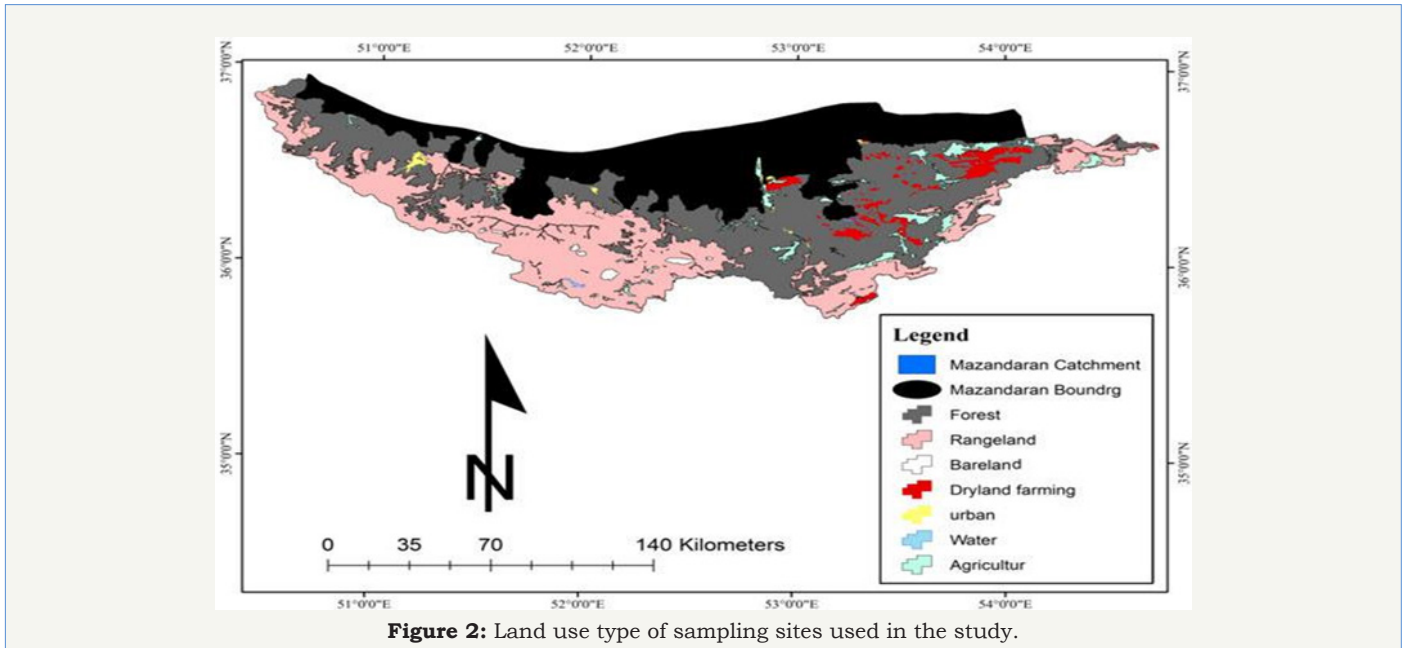 51°0'0"E 52°0'0"E 53°0'0"E 54°0'0"E
37°0'0"N 37°0'0"N
36°0'0"N 36°0'0"N
35°0'0"N 35°0'0"N
Legend
Mazandaran Catchment
Mazandaran Boundrg
Forest
Rangeland
Bareland
Dryland farming
urban
Water
Agricultur
N
0 35 70 140 Kilometers
51°0'0"E 52°0'0"E 53°0'0"E 54°0'0"E
Figure 2: Land use type of sampling sites used in the study.